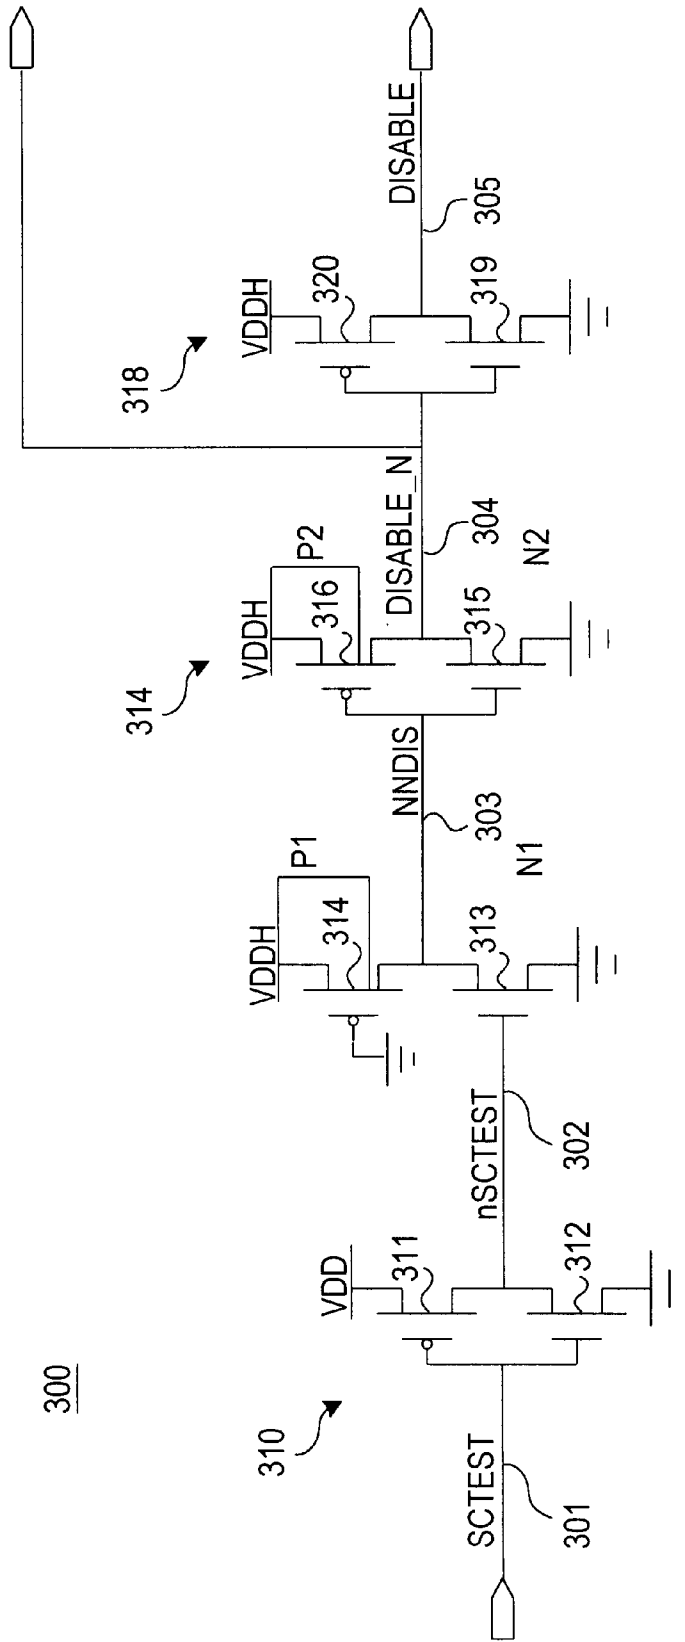 300
310
SCTEST
301
VDD
311
312
nSCTEST
302
VDDH
P1
314
313
N1
NNDIS
303
314
VDDH
P2
316
315
N2
DISABLE_N
304
318
VDDH
320
319
DISABLE
305